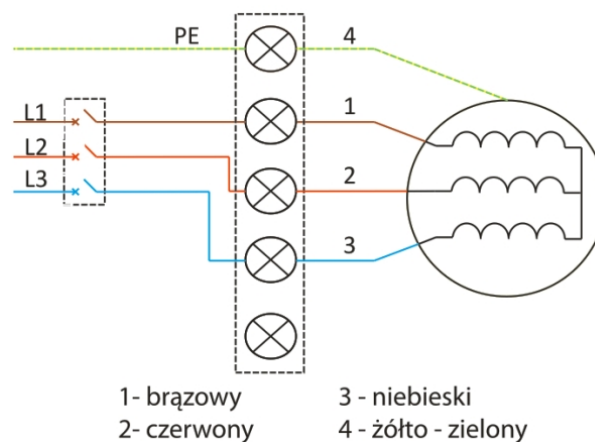 PE 4
L1 1
L2 2
L3 3
1- brązowy 3 - niebieski
2- czerwony 4 - żółto - zielony